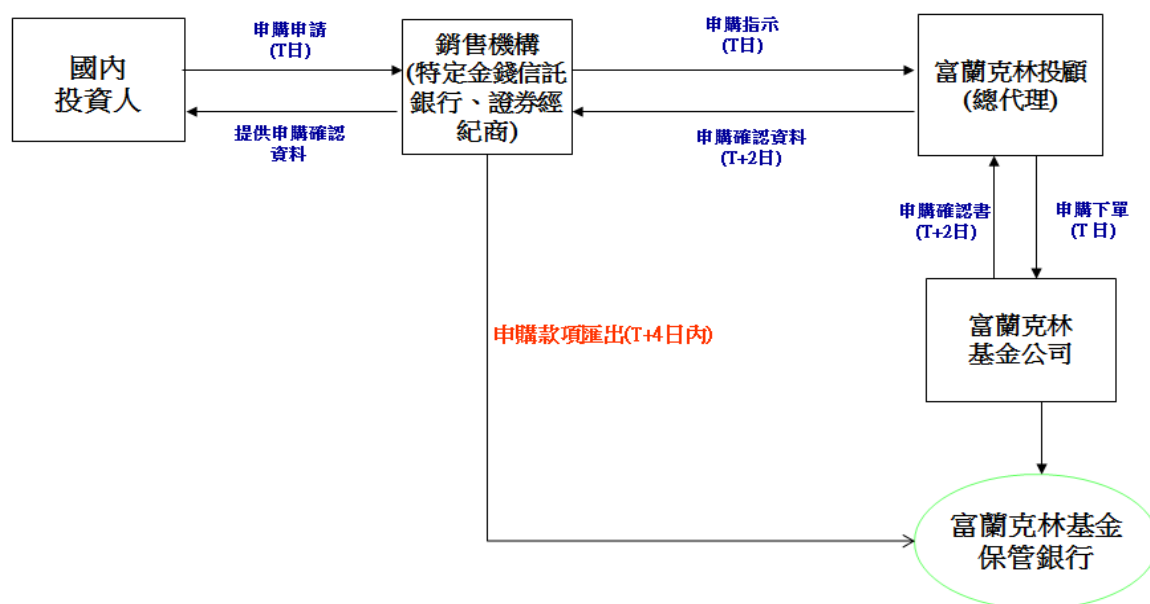 國內
投資人
申購申請
(T日)
提供申購確認
資料
銷售機構
(特定金錢信託
銀行、證券經
紀商)
申購指示
(T日)
申購確認資料
(T+2日)
富蘭克林投顧
(總代理)
申購確認書
(T+2日)
申購下單
(T 日)
富蘭克林
基金公司
申購款項匯出(T+4日內)
富蘭克林基金
保管銀行